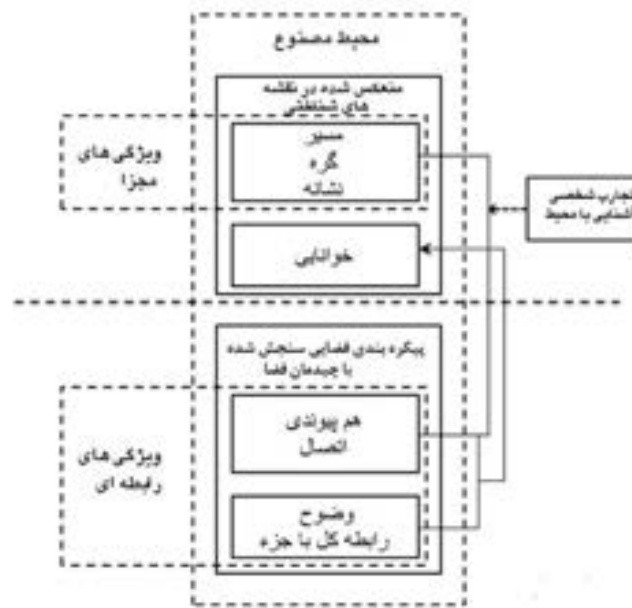 محیط مصنوع
منعکس شده در نقشه
های شناختی
ویژگی های
مجزا
مسیر
گره
نشانه
تجارب شخصی
آشنایی با محیط
خوانایی
پیکره بندی فضایی سنجش شده
با چیدمان فضا
ویژگی های
رابطه ای
هم پیوندی
اتصال
وضوح
رابطه کل با جزء